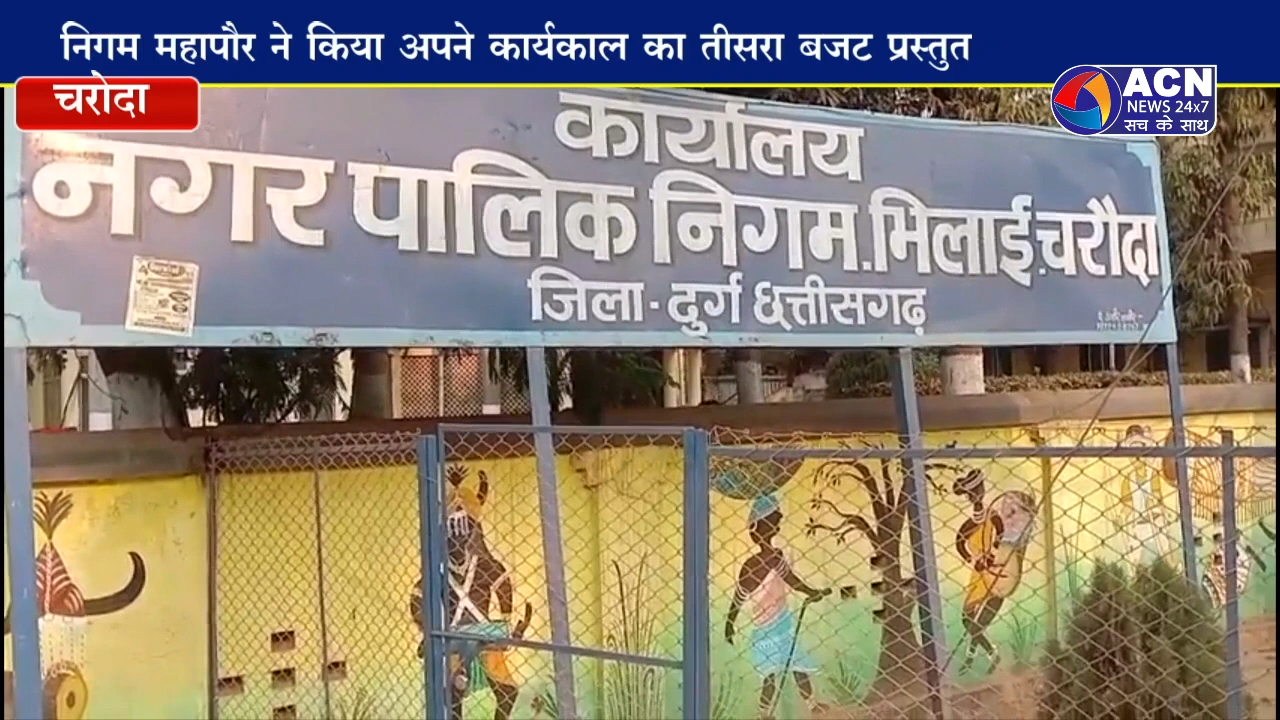 निगम महापौर ने किया अपने कार्यकाल का तीसरा बजट प्रस्तुत
चरोदा
ACN
NEWS 24x7
सच के साथ
कार्यालय
नगर पालिक निगम.भिलाई.चरौदा
जिला - दुर्ग छत्तीसगढ़